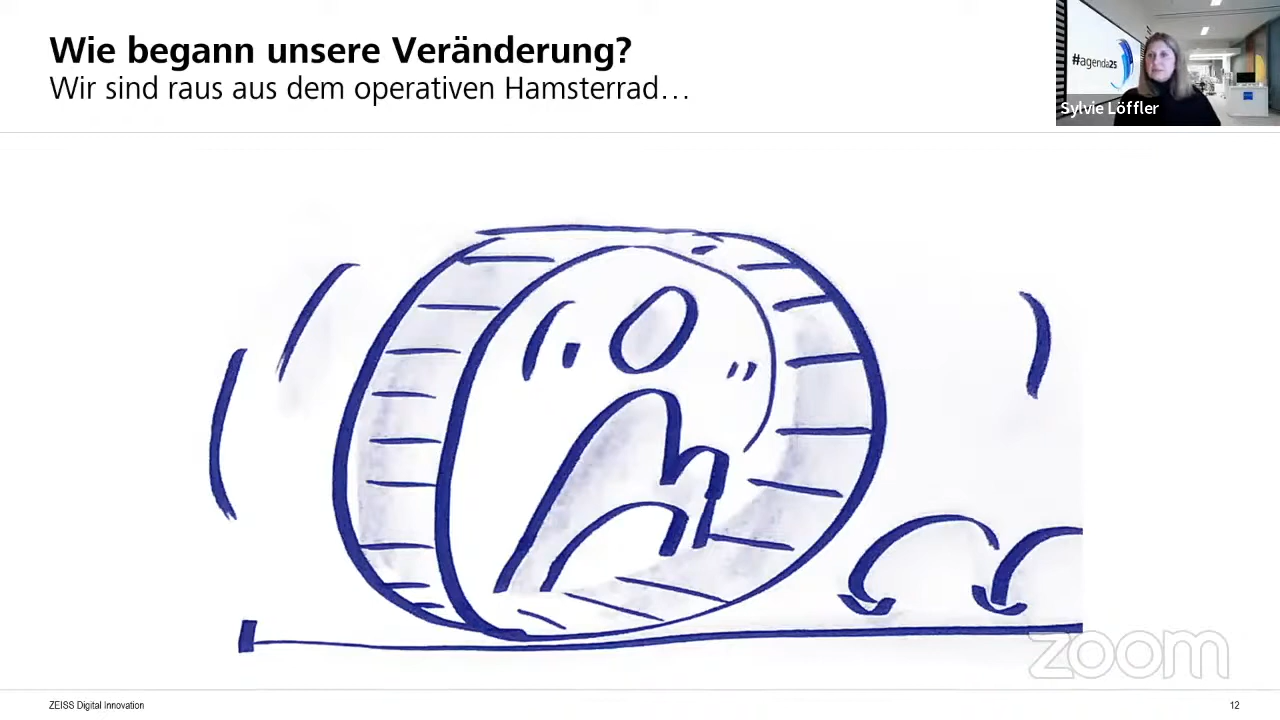 Wie begann unsere Veränderung?
Wir sind raus aus dem operativen Hamsterrad…
#agenda25
Sylvie Löffler
zoom
ZEISS Digital Innovation
12